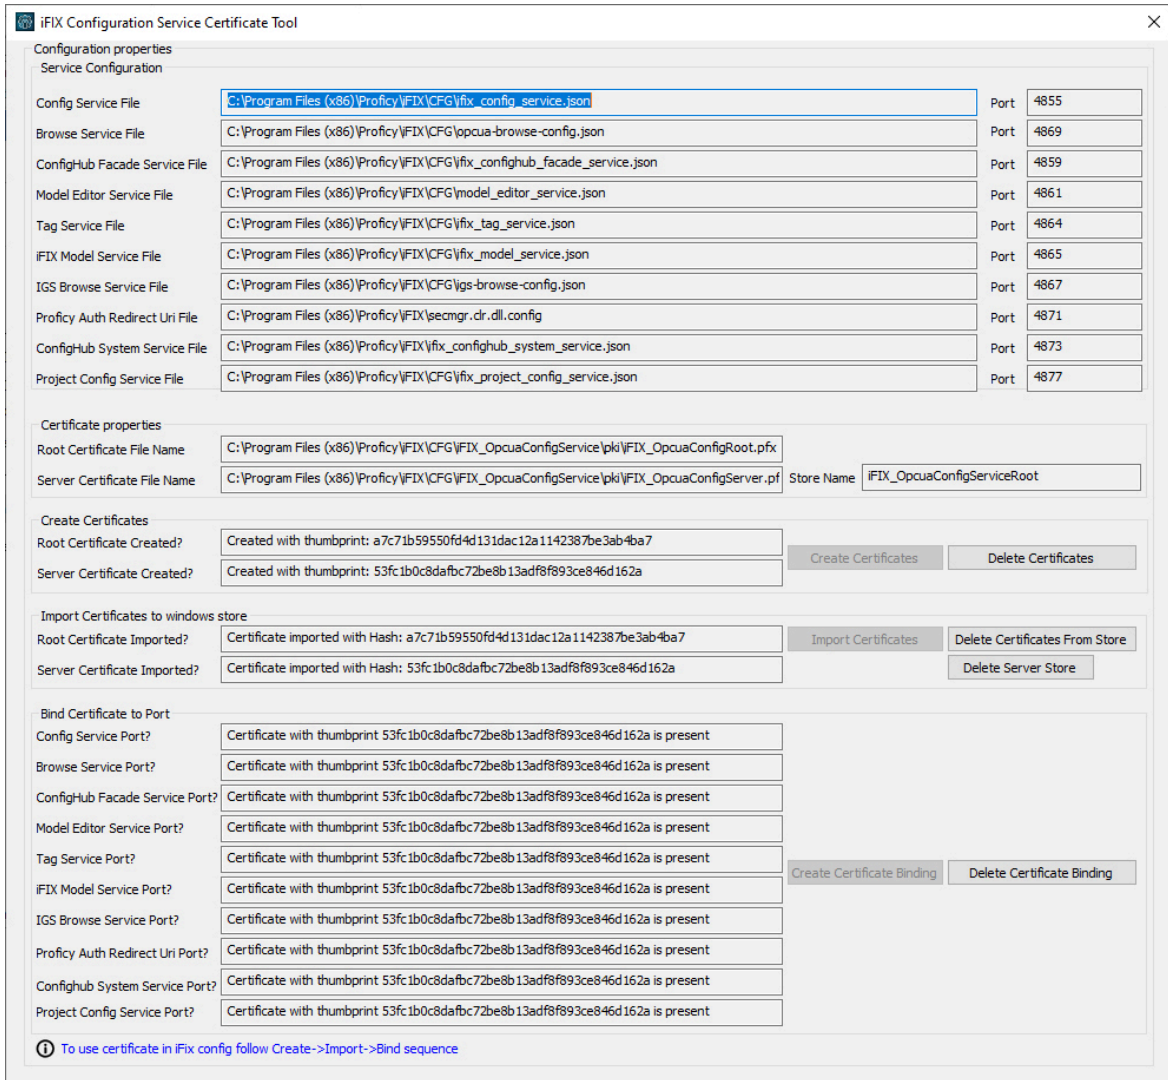 iFIX Configuration Service Certificate Tool
Configuration properties
Service Configuration
Config Service File C:\Program Files (x86)\Proficy\iFIX\CFG\ifix_config_service.json Port 4855
Browse Service File C:\Program Files (x86)\Proficy\iFIX\CFG\opcua-browse-config.json Port 4869
ConfigHub Facade Service File C:\Program Files (x86)\Proficy\iFIX\CFG\ifix_confighub_facade_service.json Port 4859
Model Editor Service File C:\Program Files (x86)\Proficy\iFIX\CFG\model_editor_service.json Port 4861
Tag Service File C:\Program Files (x86)\Proficy\iFIX\CFG\ifix_tag_service.json Port 4864
iFIX Model Service File C:\Program Files (x86)\Proficy\iFIX\CFG\ifix_model_service.json Port 4865
IGS Browse Service File C:\Program Files (x86)\Proficy\iFIX\CFG\igs-browse-config.json Port 4867
Proficy Auth Redirect Uri File C:\Program Files (x86)\Proficy\iFIX\secmgr.clr.dll.config Port 4871
ConfigHub System Service File C:\Program Files (x86)\Proficy\iFIX\ifix_confighub_system_service.json Port 4873
Project Config Service File C:\Program Files (x86)\Proficy\iFIX\CFG\ifix_project_config_service.json Port 4877
Certificate properties
Root Certificate File Name C:\Program Files (x86)\Proficy\iFIX\CFG\iFIX_OpcuaConfigService\pki\iFIX_OpcuaConfigRoot.pfx
Server Certificate File Name C:\Program Files (x86)\Proficy\iFIX\CFG\iFIX_OpcuaConfigService\pki\iFIX_OpcuaConfigServer.pf Store Name iFIX_OpcuaConfigServiceRoot
Create Certificates
Root Certificate Created? Created with thumbprint: a7c71b59550fd4d131dac12a1142387be3ab4ba7
Create Certificates Delete Certificates
Server Certificate Created? Created with thumbprint: 53fc1b0c8dafbc72be8b13adf8f893ce846d162a
Import Certificates to windows store
Root Certificate Imported? Certificate imported with Hash: a7c71b59550fd4d131dac12a1142387be3ab4ba7 Import Certificates Delete Certificates From Store
Server Certificate Imported? Certificate imported with Hash: 53fc1b0c8dafbc72be8b13adf8f893ce846d162a Delete Server Store
Bind Certificate to Port
Config Service Port? Certificate with thumbprint 53fc1b0c8dafbc72be8b13adf8f893ce846d162a is present
Browse Service Port? Certificate with thumbprint 53fc1b0c8dafbc72be8b13adf8f893ce846d162a is present
ConfigHub Facade Service Port? Certificate with thumbprint 53fc1b0c8dafbc72be8b13adf8f893ce846d162a is present
Model Editor Service Port? Certificate with thumbprint 53fc1b0c8dafbc72be8b13adf8f893ce846d162a is present
Tag Service Port? Certificate with thumbprint 53fc1b0c8dafbc72be8b13adf8f893ce846d162a is present
Create Certificate Binding Delete Certificate Binding
iFIX Model Service Port? Certificate with thumbprint 53fc1b0c8dafbc72be8b13adf8f893ce846d162a is present
IGS Browse Service Port? Certificate with thumbprint 53fc1b0c8dafbc72be8b13adf8f893ce846d162a is present
Proficy Auth Redirect Uri Port? Certificate with thumbprint 53fc1b0c8dafbc72be8b13adf8f893ce846d162a is present
Confighub System Service Port? Certificate with thumbprint 53fc1b0c8dafbc72be8b13adf8f893ce846d162a is present
Project Config Service Port? Certificate with thumbprint 53fc1b0c8dafbc72be8b13adf8f893ce846d162a is present
To use certificate in iFix config follow Create->Import->Bind sequence